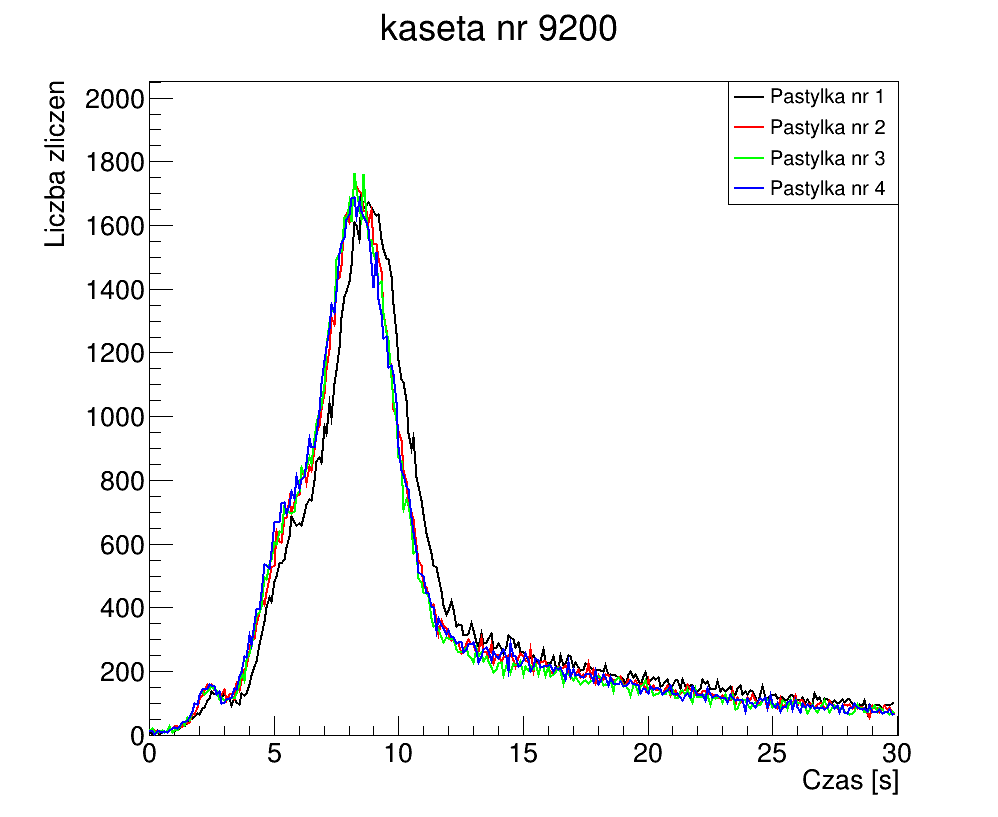 kaseta nr 9200
Liczba zliczen
2000
1800
1600
1400
1200
1000
800
600
400
200
0
Pastylka nr 1
Pastylka nr 2
Pastylka nr 3
Pastylka nr 4
0 5 10 15 20 25 30
Czas [s]